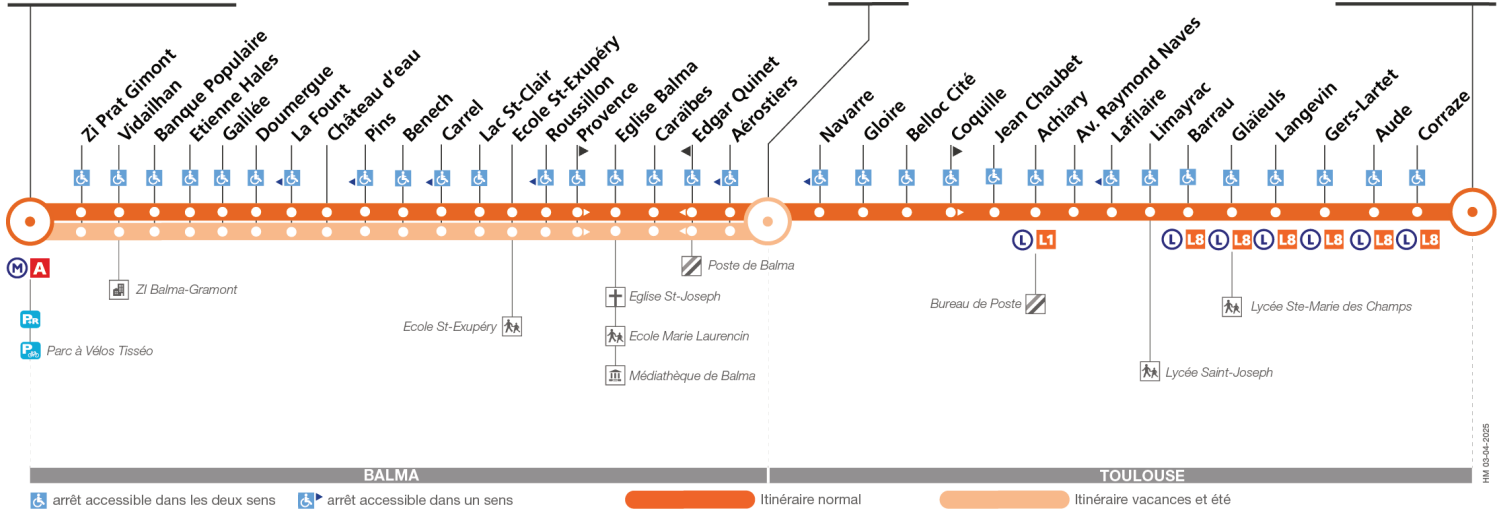 Zi Prat Gimont
Vidailhan
Banque Populaire
Etienne Hales
Galilée
Doumergue
La Fount
Château d'eau
Pins
Benech
Carrel
Lac St-Clair
Ecole St-Exupéry
Roussillon
Provence
Eglise Balma
Caraïbes
Edgar Quinet
Aérostiers
Navarre
Gloire
Belloc Cité
Coquille
Jean Chaubet
Achiary
Av. Raymond Naves
Lafilaire
Limayrac
Barrau
Glaïeuls
Langevin
Gers-Lartet
Aude
Corraze
M A
L L1
L L8
L L8
L L8
L L8
L L8
L L8
P+R
P
Parc à Vélos Tisséo
ZI Balma-Gramont
Ecole St-Exupéry
Poste de Balma
Eglise St-Joseph
Ecole Marie Laurencin
Médiathèque de Balma
Bureau de Poste
Lycée Saint-Joseph
Lycée Ste-Marie des Champs
HM 03-04-2025
BALMA
TOULOUSE
arrêt accessible dans les deux sens
arrêt accessible dans un sens
Itinéraire normal
Itinéraire vacances et été